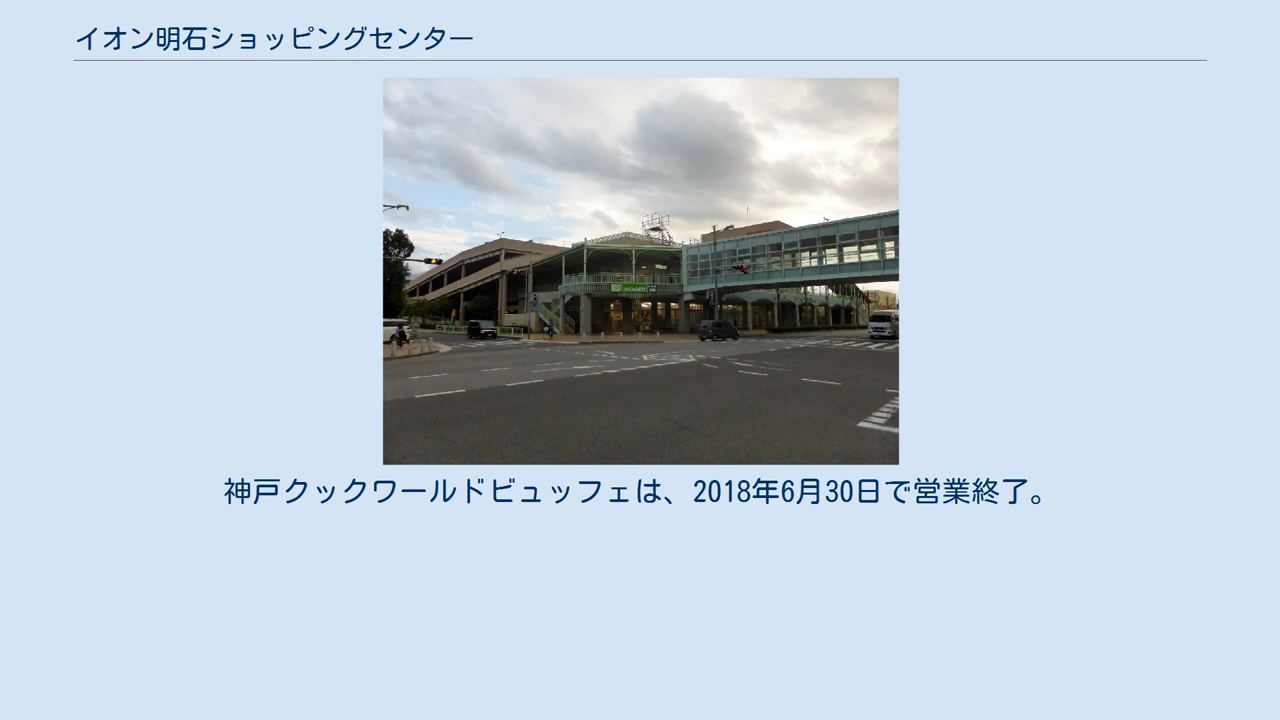 イオン明石ショッピングセンター
神戸クックワールドビュッフェは、2018年6月30日で営業終了。